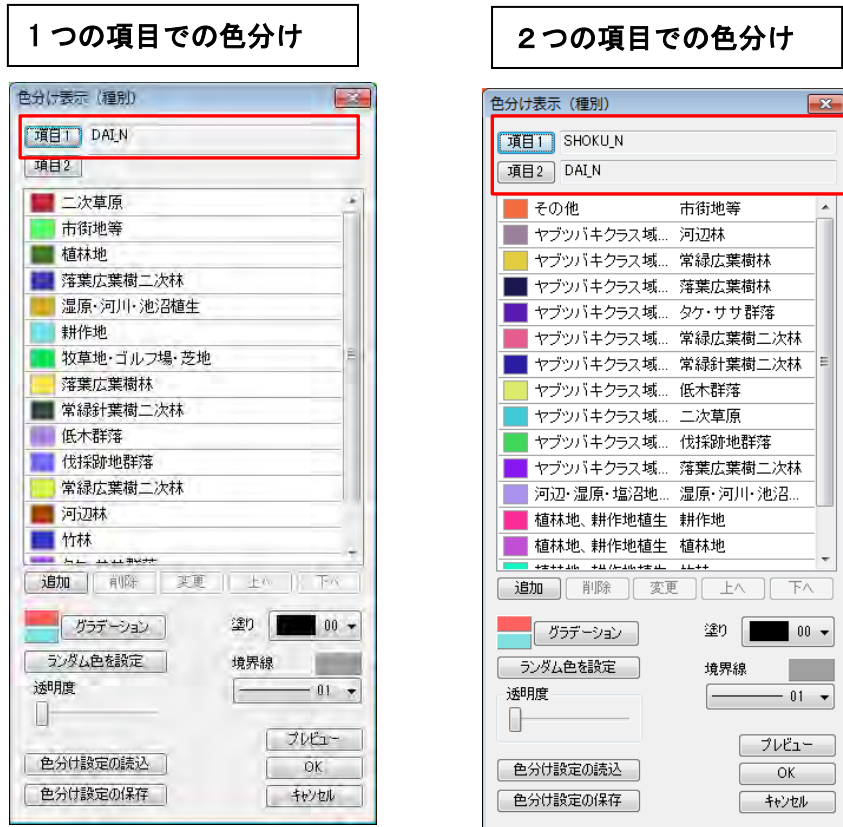 1つの項目での色分け
色分け表示（種別）
項目1 DAI_N
項目2
二次草原
市街地等
植林地
落葉広葉樹二次林
湿原・河川・池沼植生
耕作地
牧草地・ゴルフ場・芝地
落葉広葉樹林
常緑針葉樹二次林
低木群落
伐採跡地群落
常緑広葉樹二次林
河辺林
竹林
追加 削除 変更 上へ 下へ
グラデーション 塗り 00
ランダム色を設定 境界線
透明度 01
プレビュー
色分け設定の読込 OK
色分け設定の保存 キャンセル
２つの項目での色分け
色分け表示（種別）
項目1 SHOKU_N
項目2 DAI_N
その他 市街地等
ヤブツバキクラス域... 河辺林
ヤブツバキクラス域... 常緑広葉樹林
ヤブツバキクラス域... 落葉広葉樹林
ヤブツバキクラス域... タケ・ササ群落
ヤブツバキクラス域... 常緑広葉樹二次林
ヤブツバキクラス域... 常緑針葉樹二次林
ヤブツバキクラス域... 低木群落
ヤブツバキクラス域... 二次草原
ヤブツバキクラス域... 伐採跡地群落
ヤブツバキクラス域... 落葉広葉樹二次林
河辺・湿原・塩沼地... 湿原・河川・池沼...
植林地、耕作地植生 耕作地
植林地、耕作地植生 植林地
追加 削除 変更 上へ 下へ
グラデーション 塗り 00
ランダム色を設定 境界線
透明度 01
プレビュー
色分け設定の読込 OK
色分け設定の保存 キャンセル